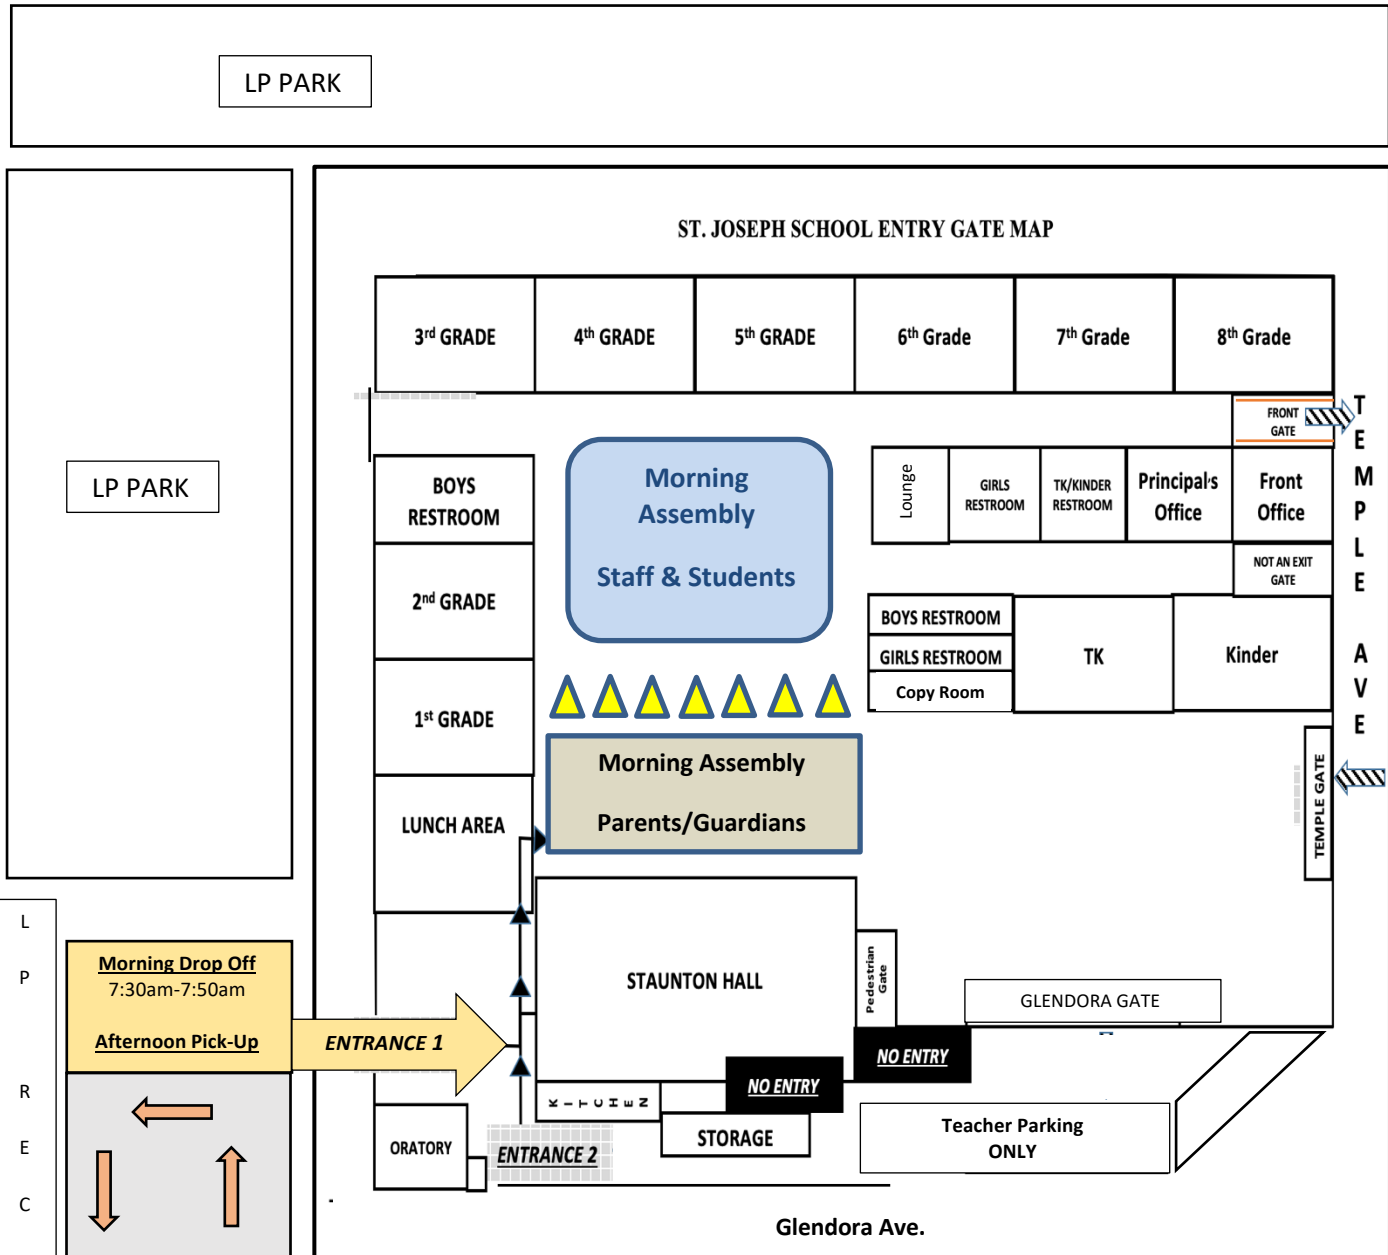 LP PARK
LP PARK
ST. JOSEPH SCHOOL ENTRY GATE MAP
3rd GRADE
4th GRADE
5th GRADE
6th Grade
7th Grade
8th Grade
FRONT
GATE
TEMPLE AVE
BOYS
RESTROOM
2nd GRADE
1st GRADE
LUNCH AREA
Morning
Assembly
Staff & Students
Lounge
GIRLS
RESTROOM
TK/KINDER
RESTROOM
Principal's
Office
Front
Office
NOT AN EXIT
GATE
BOYS RESTROOM
GIRLS RESTROOM
Copy Room
TK
Kinder
Morning Assembly
Parents/Guardians
TEMPLE GATE
LP REC
Morning Drop Off
7:30am-7:50am
Afternoon Pick-Up
ENTRANCE 1
STAUNTON HALL
Pedestrian
Gate
GLENDORA GATE
NO ENTRY
NO ENTRY
KITCHEN
STORAGE
ORATORY
ENTRANCE 2
Teacher Parking
ONLY
Glendora Ave.